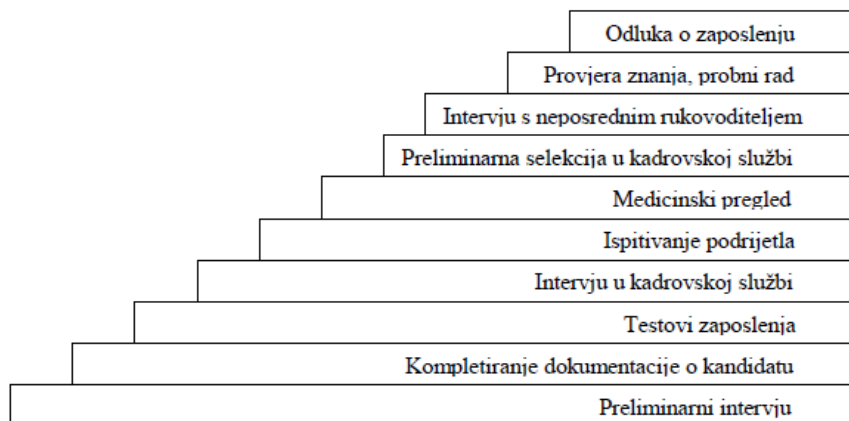 Odluka o zaposlenju
Provjera znanja, probni rad
Intervju s neposrednim rukovoditeljem
Preliminarna selekcija u kadrovskoj službi
Medicinski pregled
Ispitivanje podrijetla
Intervju u kadrovskoj službi
Testovi zaposlenja
Kompletiranje dokumentacije o kandidatu
Preliminarni intervju